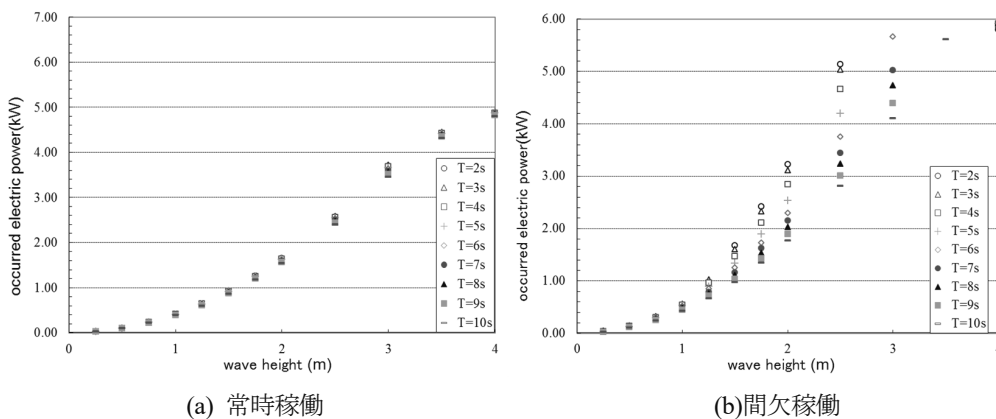 7.00
6.00
5.00
4.00
3.00
2.00
1.00
0.00
occurred electric power(kW)
0
1
2
3
4
wave height (m)
T=2s
T=3s
T=4s
T=5s
T=6s
T=7s
T=8s
T=9s
T=10s
(a) 常時稼働
6.00
5.00
4.00
3.00
2.00
1.00
0.00
occurred electric power(kW)
0
1
2
3
wave height (m)
T=2s
T=3s
T=4s
T=5s
T=6s
T=7s
T=8s
T=9s
T=10s
(b)間欠稼働